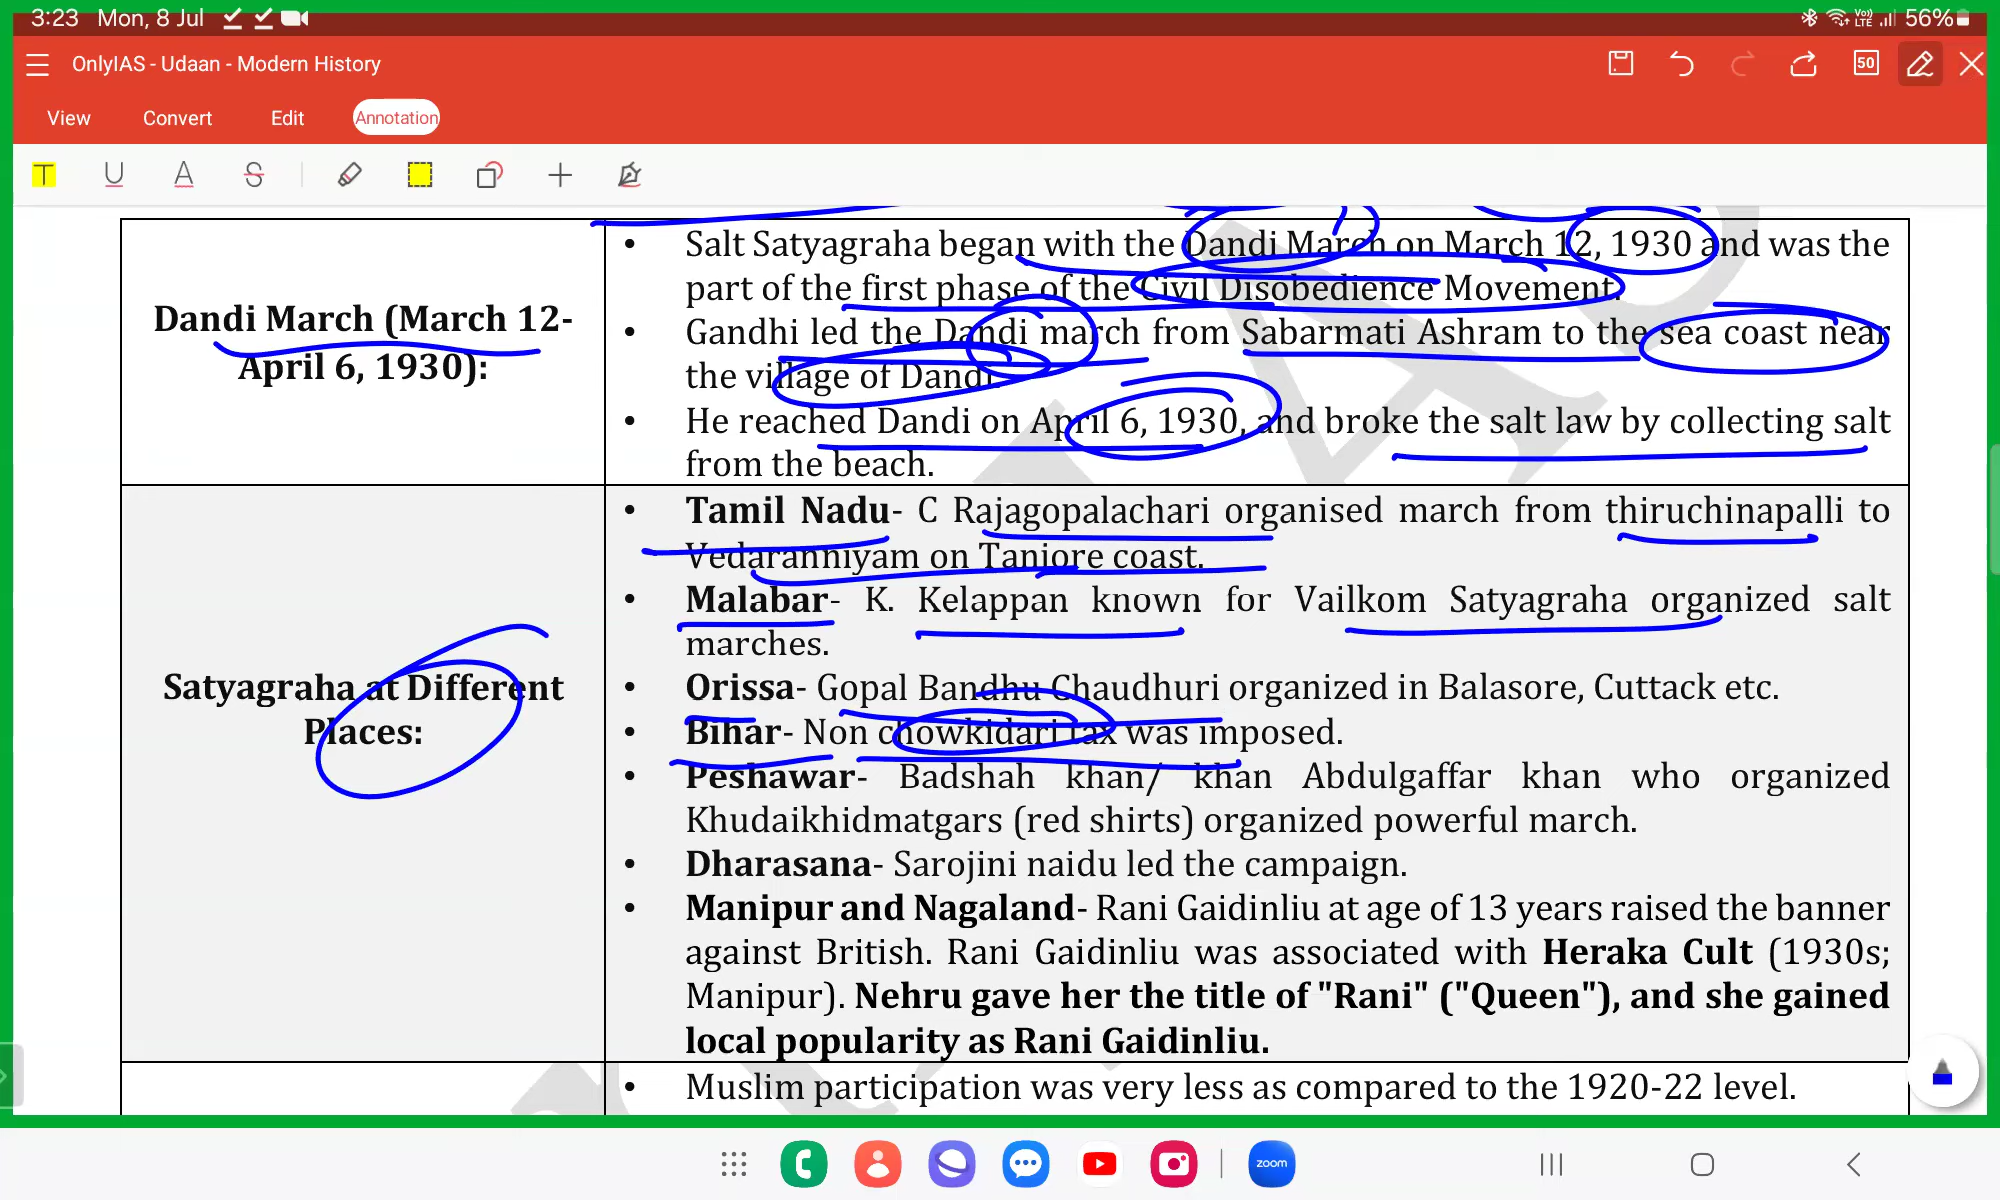 3:23 Mon, 8 Jul
56%
OnlyIAS - Udaan - Modern History
50
View Convert Edit Annotation
Dandi March (March 12-
April 6, 1930):
• Salt Satyagraha began with the Dandi March on March 12, 1930 and was the
part of the first phase of the Civil Disobedience Movement.
• Gandhi led the Dandi march from Sabarmati Ashram to the sea coast near
the village of Dandi.
• He reached Dandi on April 6, 1930, and broke the salt law by collecting salt
from the beach.
Satyagraha at Different
Places:
• Tamil Nadu- C Rajagopalachari organised march from thiruchinapalli to
Vedaranniyam on Tanjore coast.
• Malabar- K. Kelappan known for Vailkom Satyagraha organized salt
marches.
• Orissa- Gopal Bandhu Chaudhuri organized in Balasore, Cuttack etc.
• Bihar- Non chowkidari tax was imposed.
• Peshawar- Badshah khan/ khan Abdulgaffar khan who organized
Khudaikhidmatgars (red shirts) organized powerful march.
• Dharasana- Sarojini naidu led the campaign.
• Manipur and Nagaland- Rani Gaidinliu at age of 13 years raised the banner
against British. Rani Gaidinliu was associated with Heraka Cult (1930s;
Manipur). Nehru gave her the title of "Rani" ("Queen"), and she gained
local popularity as Rani Gaidinliu.
• Muslim participation was very less as compared to the 1920-22 level.
zoom